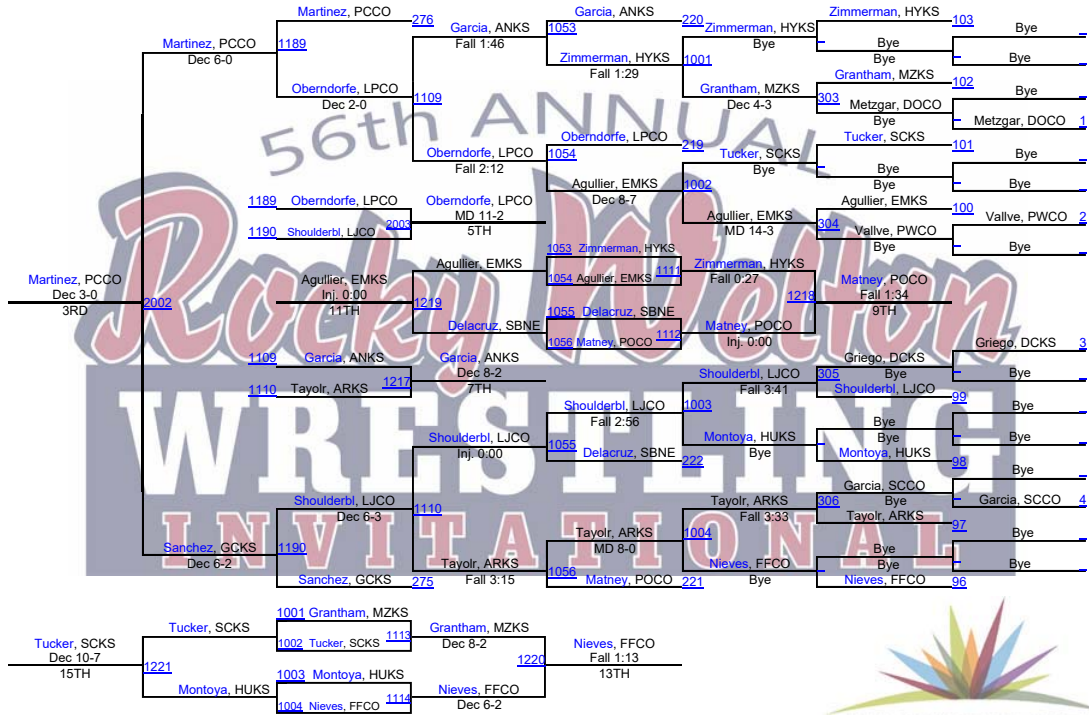 Martinez, PCCO
276
Garcia, ANKS
220
Zimmerman, HYKS
103
Bye
Garcia, ANKS
1053
Zimmerman, HYKS
Bye
Fall 1:46
Bye
Bye
Martinez, PCCO
1189
Zimmerman, HYKS
1001
Bye
Dec 6-0
Fall 1:29
Grantham, MZKS
102
Bye
Oberndorfe, LPCO
1109
Grantham, MZKS
303
Metzgar, DOCO
Dec 2-0
Dec 4-3
Bye
Metzgar, DOCO
1
56th ANNUAL
Oberndorfe, LPCO
219
Tucker, SCKS
101
Bye
Oberndorfe, LPCO
1054
Tucker, SCKS
Bye
Fall 2:12
Bye
Bye
Bye
Agullier, EMKS
1002
Dec 8-7
Agullier, EMKS
100
1189
Oberndorfe, LPCO
Oberndorfe, LPCO
Agullier, EMKS
304
Vallve, PWCO
2
2003
MD 11-2
MD 14-3
Vallve, PWCO
1190
Shoulderbl, LJCO
5TH
Bye
Bye
Rocky Welton
1053
Zimmerman, HYKS
Agullier, EMKS
1111
Zimmerman, HYKS
Martinez, PCCO
Agullier, EMKS
1054
Agullier, EMKS
Fall 0:27
Matney, POCO
Dec 3-0
2002
Inj. 0:00
1219
1218
Fall 1:34
3RD
11TH
9TH
1055
Delacruz, SBNE
Delacruz, SBNE
1112
Matney, POCO
1056
Matney, POCO
Inj. 0:00
Griego, DCKS
3
1109
Garcia, ANKS
Garcia, ANKS
Griego, DCKS
1217
Dec 8-2
Shoulderbl, LJCO
305
Bye
Bye
1110
Tayolr, ARKS
7TH
Fall 3:41
Shoulderbl, LJCO
99
WRESTLING
Shoulderbl, LJCO
1003
Bye
Fall 2:56
Bye
Shoulderbl, LJCO
1055
Montoya, HUKS
Bye
Bye
Inj. 0:00
Delacruz, SBNE
222
Bye
Montoya, HUKS
98
Bye
Garcia, SCCO
Shoulderbl, LJCO
1110
Tayolr, ARKS
306
Bye
Garcia, SCCO
4
Dec 6-3
Fall 3:33
Tayolr, ARKS
97
INVITATIONAL
Tayolr, ARKS
1004
Bye
Sanchez, GCKS
1190
MD 8-0
Bye
Dec 6-2
Tayolr, ARKS
1056
Nieves, FFCO
Bye
Bye
Fall 3:15
Bye
Sanchez, GCKS
275
Matney, POCO
221
Nieves, FFCO
96
1001
Grantham, MZKS
Tucker, SCKS
1113
Grantham, MZKS
Tucker, SCKS
1002
Tucker, SCKS
Dec 8-2
Nieves, FFCO
Dec 10-7
1221
1220
Fall 1:13
15TH
13TH
1003
Montoya, HUKS
Montoya, HUKS
1114
Nieves, FFCO
1004
Nieves, FFCO
Dec 6-2